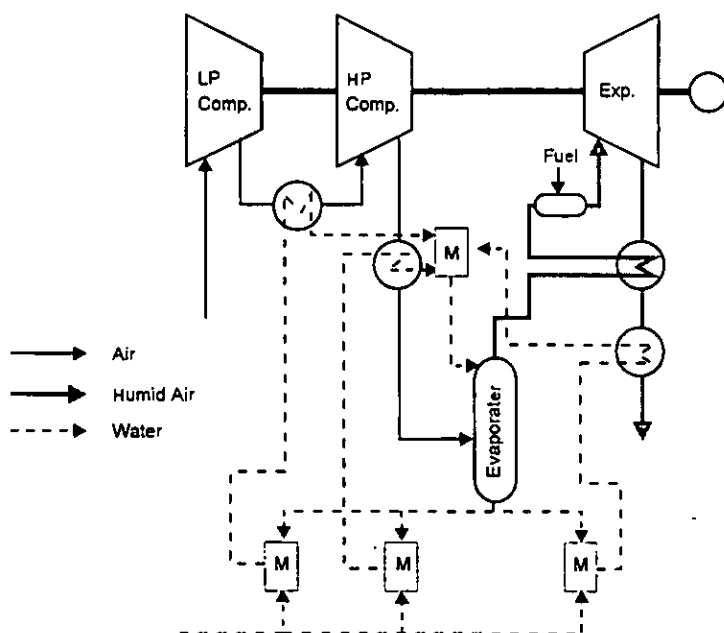 LP
Comp.
HP
Comp.
Exp.
Fuel
M
Air
Humid Air
Water
Evaporater
M
M
M